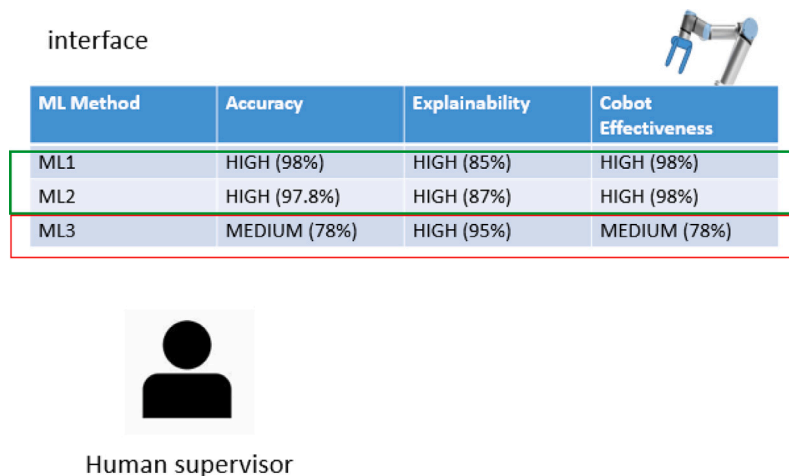 interface
ML Method Accuracy Explainability Cobot
Effectiveness
ML1 HIGH (98%) HIGH (85%) HIGH (98%)
ML2 HIGH (97.8%) HIGH (87%) HIGH (98%)
ML3 MEDIUM (78%) HIGH (95%) MEDIUM (78%)
Human supervisor